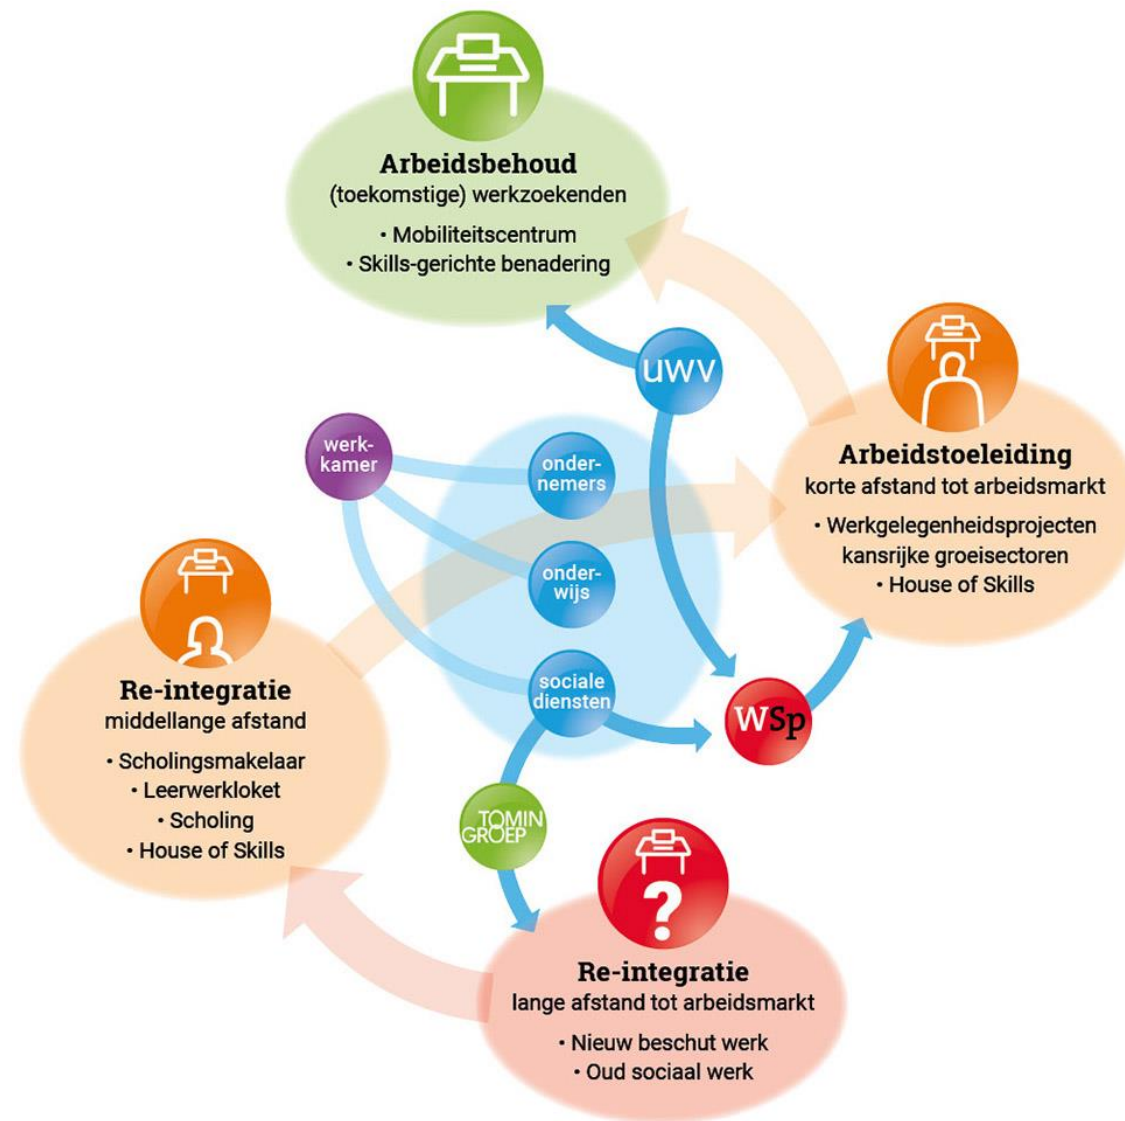 Arbeidsbehoud
(toekomstige) werkzoekenden
• Mobiliteitscentrum
• Skills-gerichte benadering
uwv
werk-
kamer
onder-
nemers
Arbeidstoeleiding
korte afstand tot arbeidsmarkt
• Werkgelegenheidsprojecten
kansrijke groeisectoren
• House of Skills
onder-
wijs
Re-integratie
middellange afstand
• Scholingsmakelaar
• Leerwerkloket
• Scholing
• House of Skills
sociale
diensten
WSp
TOMIN
GROEP
?
Re-integratie
lange afstand tot arbeidsmarkt
• Nieuw beschut werk
• Oud sociaal werk